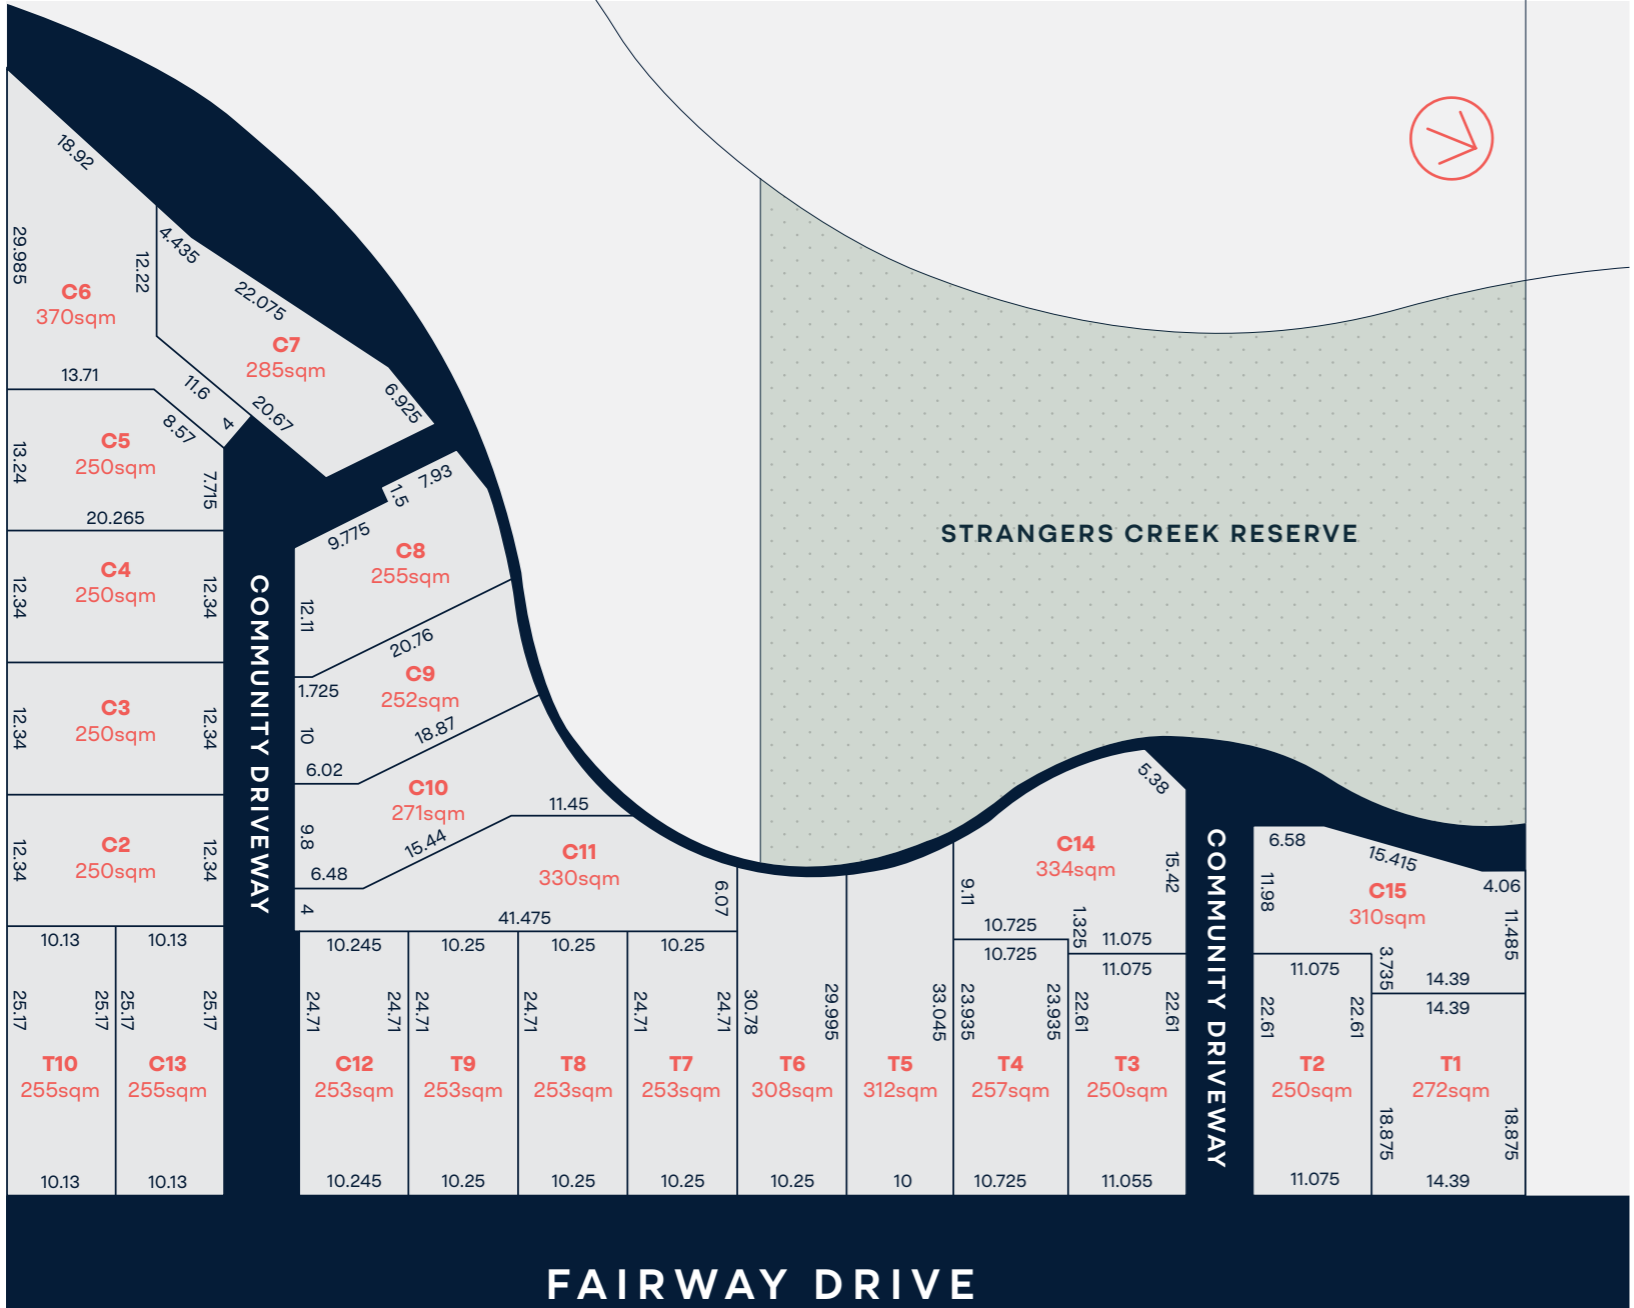 18.92
29.985
12.22
C6
370sqm
13.71
11.6
4
8.57
4.435
22.075
C7
285sqm
6.925
20.67
13.24
C5
250sqm
7.715
20.265
12.34
C4
250sqm
12.34
12.34
C3
250sqm
12.34
12.34
C2
250sqm
12.34
COMMUNITY DRIVEWAY
7.93
1.5
9.775
C8
255sqm
12.11
20.76
1.725
C9
252sqm
10
18.87
6.02
C10
271sqm
9.8
11.45
15.44
6.48
C11
330sqm
4
41.475
6.07
STRANGERS CREEK RESERVE
5.38
C14
334sqm
15.42
9.11
10.725
1.325
11.075
COMMUNITY DRIVEWAY
6.58
15.415
4.06
11.98
C15
310sqm
11.485
3.735
14.39
10.13
25.17
25.17
T10
255sqm
10.13
10.13
25.17
25.17
C13
255sqm
10.13
10.245
24.71
24.71
C12
253sqm
10.245
10.25
24.71
T9
253sqm
10.25
10.25
24.71
T8
253sqm
10.25
10.25
24.71
24.71
T7
253sqm
10.25
30.78
29.995
T6
308sqm
10.25
33.045
T5
312sqm
10
10.725
23.935
23.935
T4
257sqm
10.725
11.075
22.61
22.61
T3
250sqm
11.055
11.075
22.61
22.61
T2
250sqm
11.075
14.39
T1
272sqm
18.875
18.875
14.39
FAIRWAY DRIVE